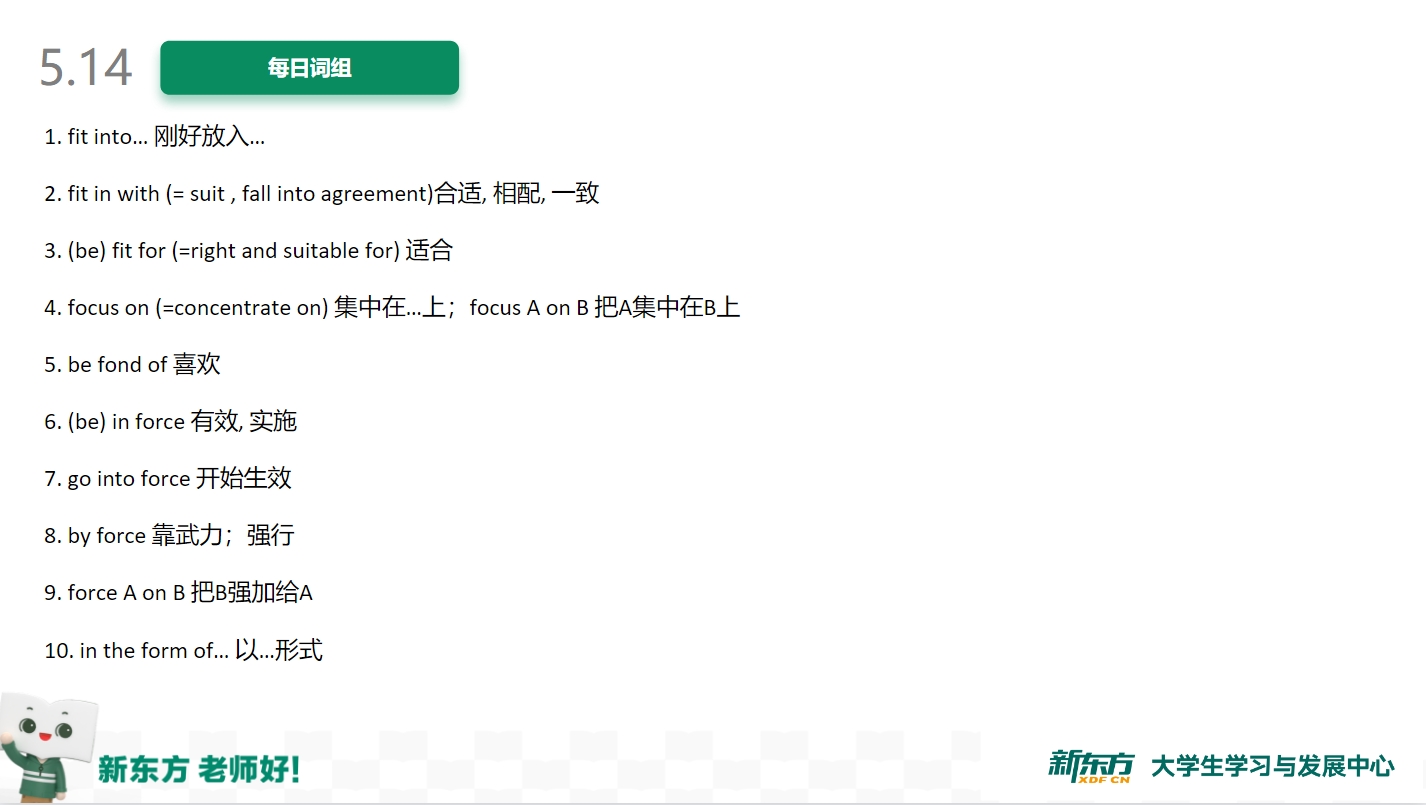 5.14
每日词组
1. fit into... 刚好放入...
2. fit in with (= suit , fall into agreement)合适, 相配, 一致
3. (be) fit for (=right and suitable for) 适合
4. focus on (=concentrate on) 集中在...上；focus A on B 把A集中在B上
5. be fond of 喜欢
6. (be) in force 有效, 实施
7. go into force 开始生效
8. by force 靠武力；强行
9. force A on B 把B强加给A
10. in the form of... 以...形式
新东方 老师好!
新东方 XDF.CN 大学生学习与发展中心